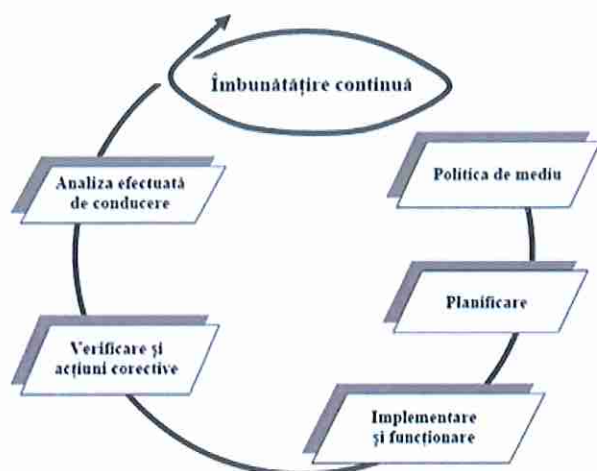 Îmbunătățire continuă
Politica de mediu
Planificare
Implementare
și funcționare
Verificare și
acțiuni corective
Analiza efectuată
de conducere